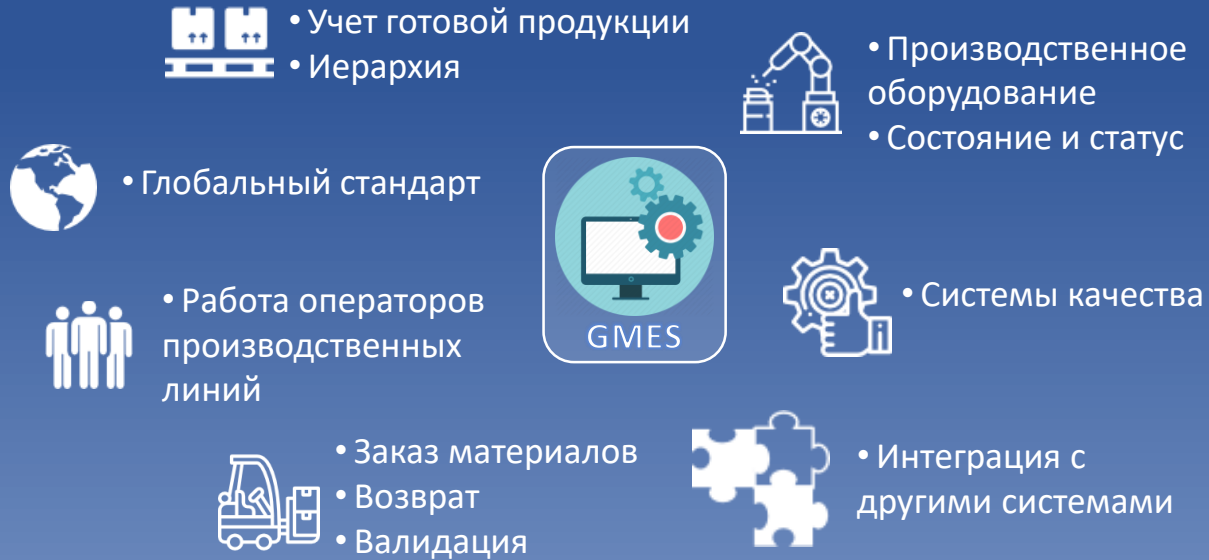 • Учет готовой продукции
• Иерархия
• Производственное
оборудование
• Состояние и статус
• Глобальный стандарт
GMES
• Работа операторов
производственных
линий
• Системы качества
• Заказ материалов
• Возврат
• Валидация
• Интеграция с
другими системами